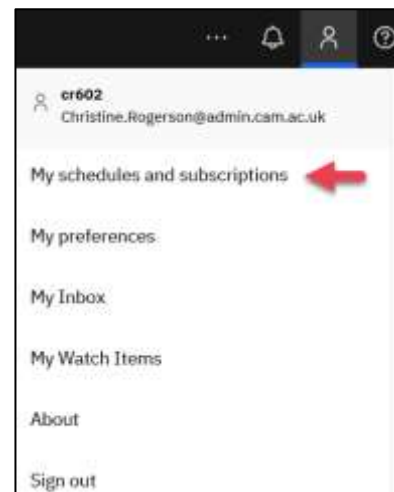 cr602
Christine.Rogerson@admin.cam.ac.uk
My schedules and subscriptions
My preferences
My Inbox
My Watch Items
About
Sign out